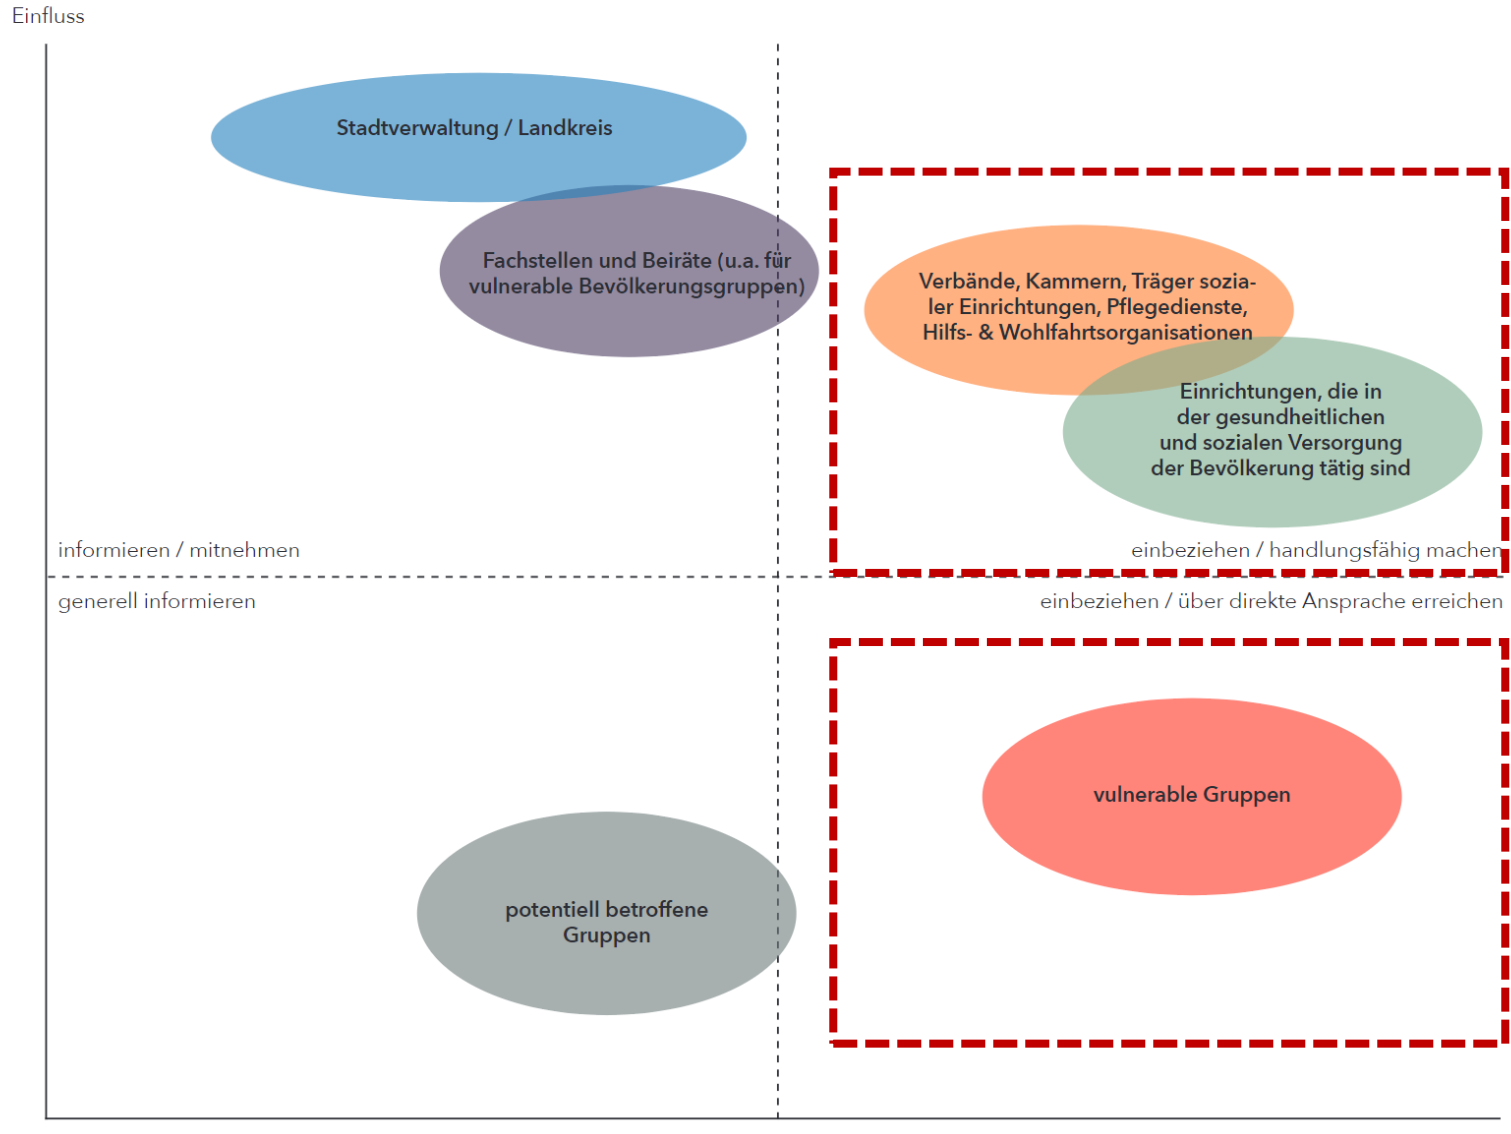 Einfluss
Stadtverwaltung / Landkreis
Fachstellen und Beiräte (u.a. für
vulnerable Bevölkerungsgruppen)
Verbände, Kammern, Träger sozia-
ler Einrichtungen, Pflegedienste,
Hilfs- & Wohlfahrtsorganisationen
Einrichtungen, die in
der gesundheitlichen
und sozialen Versorgung
der Bevölkerung tätig sind
informieren / mitnehmen
einbeziehen / handlungsfähig machen
generell informieren
einbeziehen / über direkte Ansprache erreichen
vulnerable Gruppen
potentiell betroffene
Gruppen